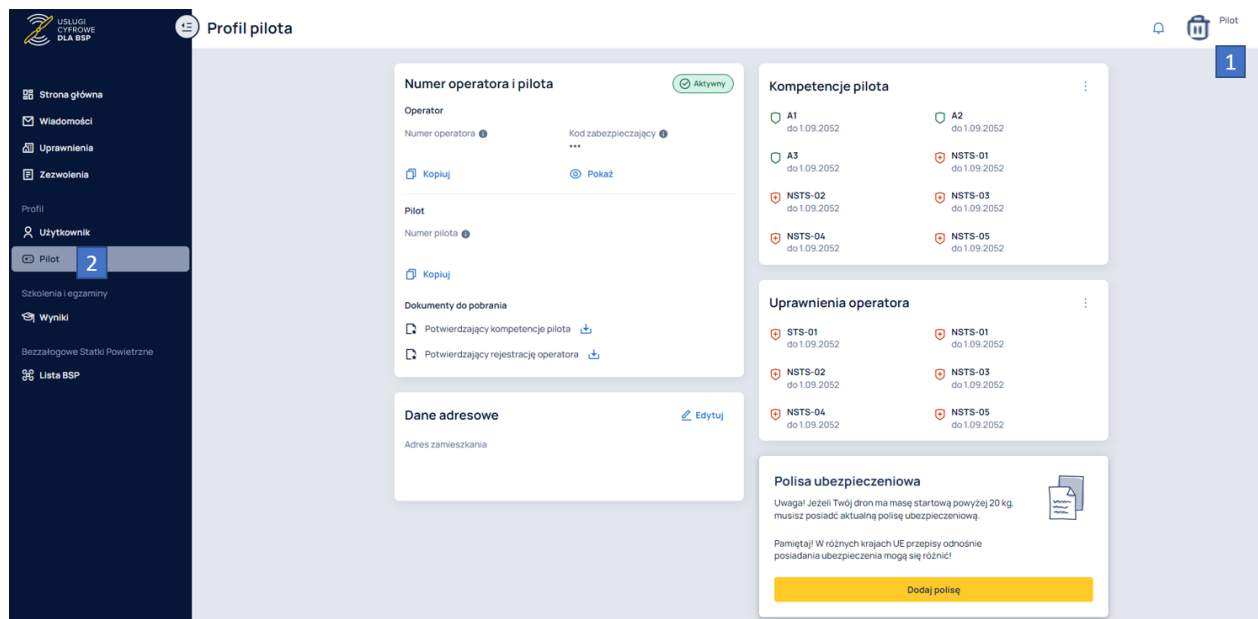 USŁUGI
CYFROWE
DLA BSP
Profil pilota
Pilot
1
Strona główna
Wiadomości
Uprawnienia
Zezwolenia
Profil
Użytkownik
Pilot
2
Szkolenia i egzaminy
Wyniki
Bezzałogowe Statki Powietrzne
Lista BSP
Numer operatora i pilota
Aktywny
Operator
Numer operatora
Kod zabezpieczający
***
Kopiuj
Pokaż
Pilot
Numer pilota
Kopiuj
Dokumenty do pobrania
Potwierdzający kompetencje pilota
Potwierdzający rejestrację operatora
Dane adresowe
Edytuj
Adres zamieszkania
Kompetencje pilota
A1
do 1.09.2052
A2
do 1.09.2052
A3
do 1.09.2052
NSTS-01
do 1.09.2052
NSTS-02
do 1.09.2052
NSTS-03
do 1.09.2052
NSTS-04
do 1.09.2052
NSTS-05
do 1.09.2052
Uprawnienia operatora
STS-01
do 1.09.2052
NSTS-01
do 1.09.2052
NSTS-02
do 1.09.2052
NSTS-03
do 1.09.2052
NSTS-04
do 1.09.2052
NSTS-05
do 1.09.2052
Polisa ubezpieczeniowa
Uwaga! Jeżeli Twój dron ma masę startową powyżej 20 kg,
musisz posiadć aktualną polisę ubezpieczeniową.
Pamiętaj! W różnych krajach UE przepisy odnośnie
posiadania ubezpieczenia mogą się różnić!
Dodaj polisę